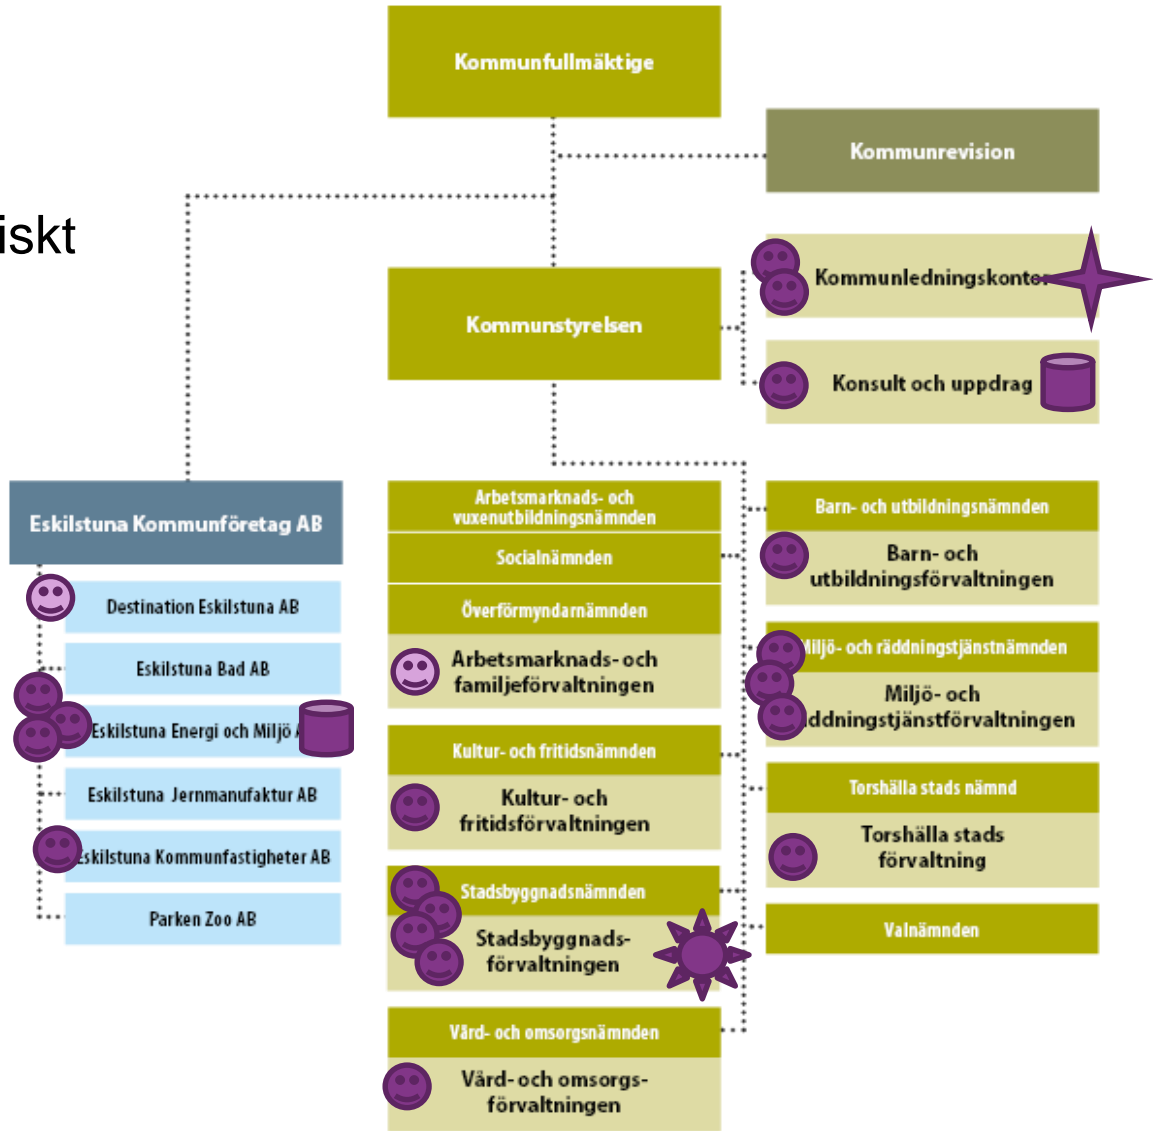 Kommunfullmäktige
Kommunrevision
iskt
Kommunledningskontor
Kommunstyrelsen
Konsult och uppdrag
Eskilstuna Kommunföretag AB
Destination Eskilstuna AB
Eskilstuna Bad AB
Eskilstuna Energi och Miljö A
Eskilstuna Jernmanufaktur AB
Eskilstuna Kommunfastigheter AB
Parken Zoo AB
Arbetsmarknads- och
vuxenutbildningsnämnden
Socialnämnden
Överförmyndarnämnden
Arbetsmarknads- och
familjeförvaltningen
Kultur- och fritidsnämnden
Kultur- och
fritidsförvaltningen
Stadsbyggnadsnämnden
Stadsbyggnads-
förvaltningen
Vård- och omsorgsnämnden
Vård- och omsorgs-
förvaltningen
Barn- och utbildningsnämnden
Barn- och
utbildningsförvaltningen
Miljö- och räddningstjänstnämnden
Miljö- och
ddningstjänstförvaltningen
Torshälla stads nämnd
Torshälla stads
förvaltning
Valnämnden